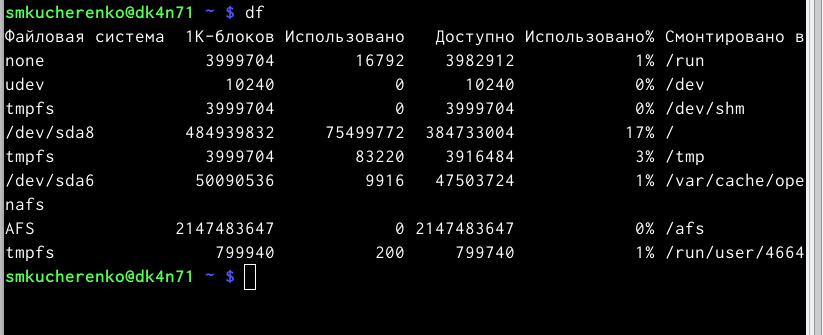 smkucherenko@dk4n71 ~ $ df
Файловая система 1K-блоков Использовано Доступно Использовано% Смонтировано в
none 3999704 16792 3982912 1% /run
udev 10240 0 10240 0% /dev
tmpfs 3999704 0 3999704 0% /dev/shm
/dev/sda8 484939832 75499772 384733004 17% /
tmpfs 3999704 83220 3916484 3% /tmp
/dev/sda6 50090536 9916 47503724 1% /var/cache/ope
nafs
AFS 2147483647 0 2147483647 0% /afs
tmpfs 799940 200 799740 1% /run/user/4664
smkucherenko@dk4n71 ~ $